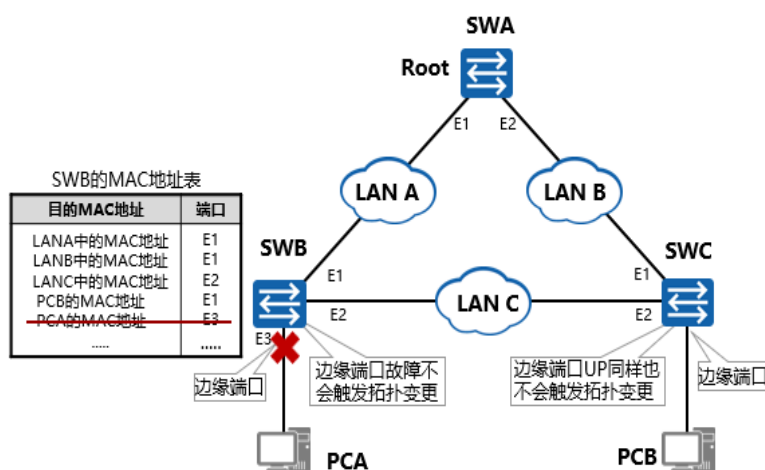 SWA
Root
E1
E2
SWB的MAC地址表
目的MAC地址 端口
LANA中的MAC地址 E1
LANB中的MAC地址 E1
LANC中的MAC地址 E2
PCB的MAC地址 E1
PCA的MAC地址 E3
..... .....
LAN A
LAN B
SWB
SWC
E1
E1
LAN C
E2
E2
E3
边缘端口
边缘端口故障不
会触发拓扑变更
边缘端口UP同样也
不会触发拓扑变更
边缘端口
PCA
PCB